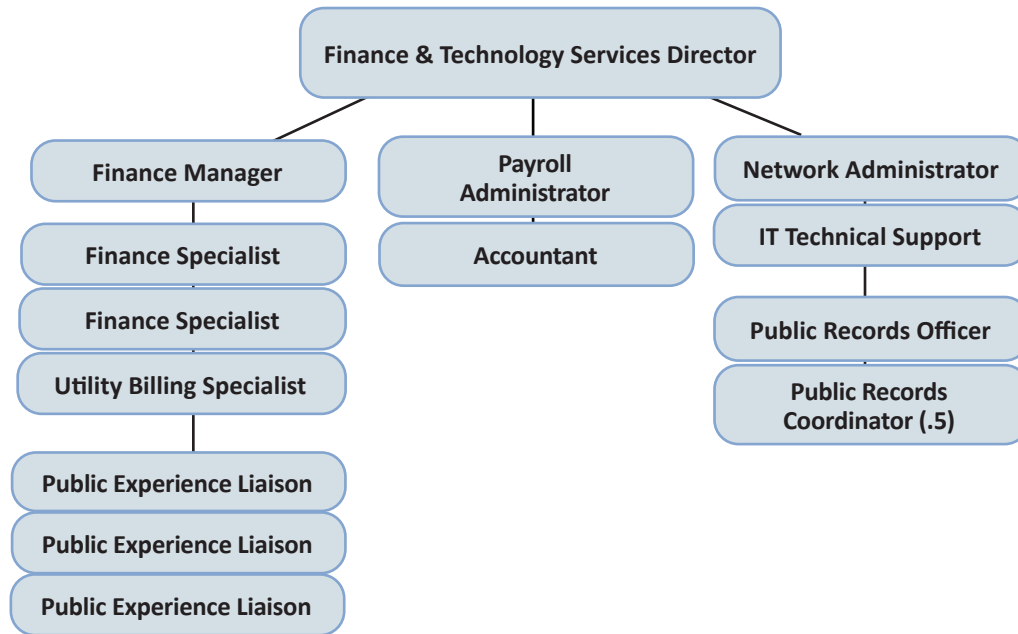 Finance & Technology Services Director
Finance Manager
Finance Specialist
Finance Specialist
Utility Billing Specialist
Public Experience Liaison
Public Experience Liaison
Public Experience Liaison
Payroll
Administrator
Accountant
Network Administrator
IT Technical Support
Public Records Officer
Public Records
Coordinator (.5)